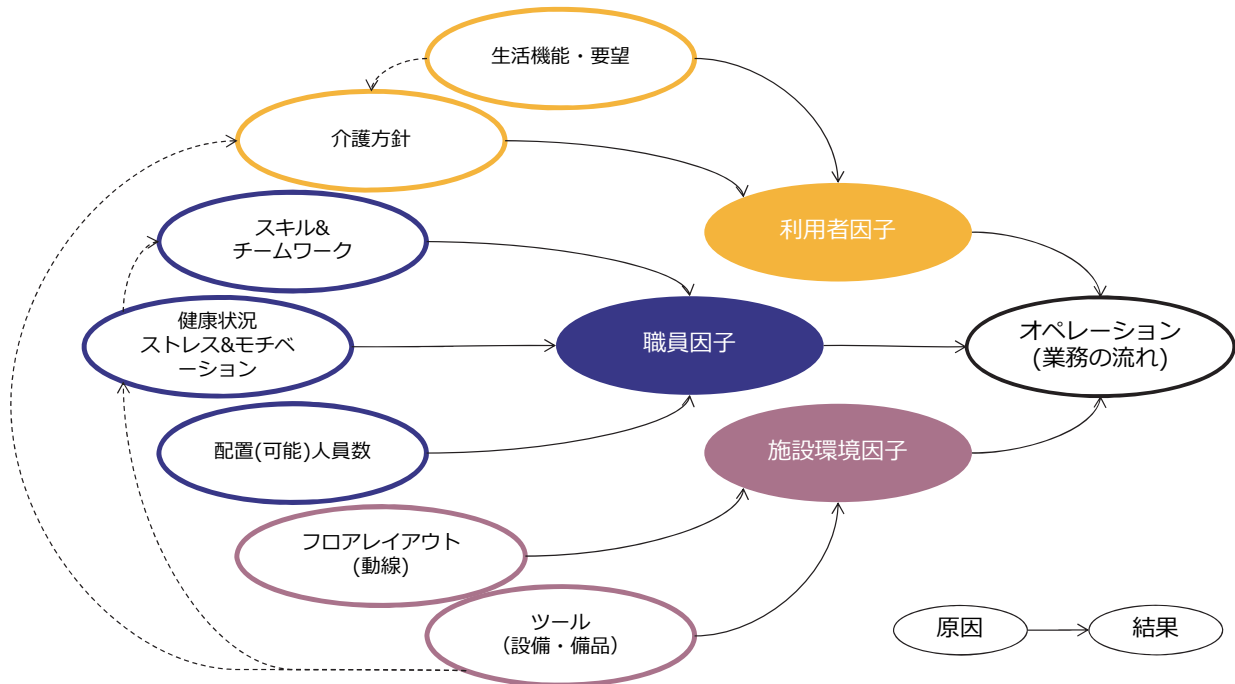 生活機能・要望
介護方針
利用者因子
スキル&
チームワーク
健康状況
ストレス&モチベ
ーション
職員因子
オペレーション
(業務の流れ)
配置(可能)人員数
施設環境因子
フロアレイアウト
(動線)
ツール
(設備・備品)
原因
結果